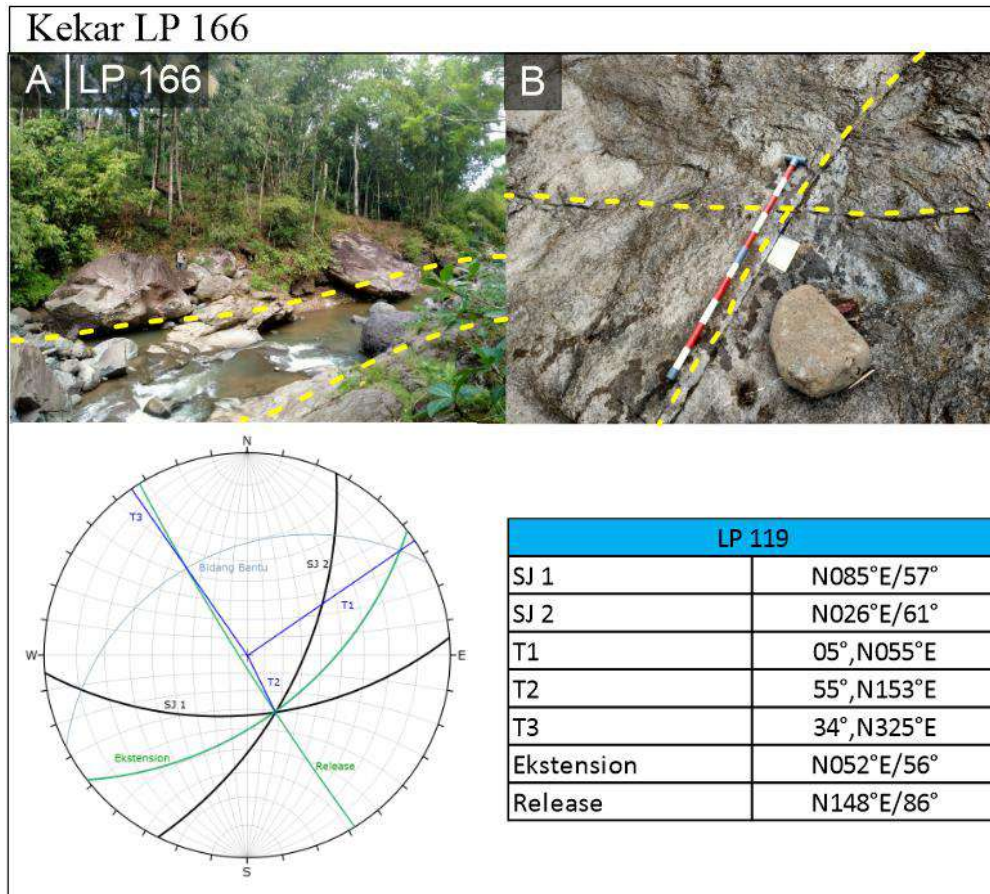 Kekar LP 166
A | LP 166
B
N
T3
Bidang Bantu
SJ 2
T1
W
E
T2
SJ 1
Ekstension
Release
S
LP 119
SJ 1 N085°E/57°
SJ 2 N026°E/61°
T1 05°,N055°E
T2 55°,N153°E
T3 34°,N325°E
Ekstension N052°E/56°
Release N148°E/86°